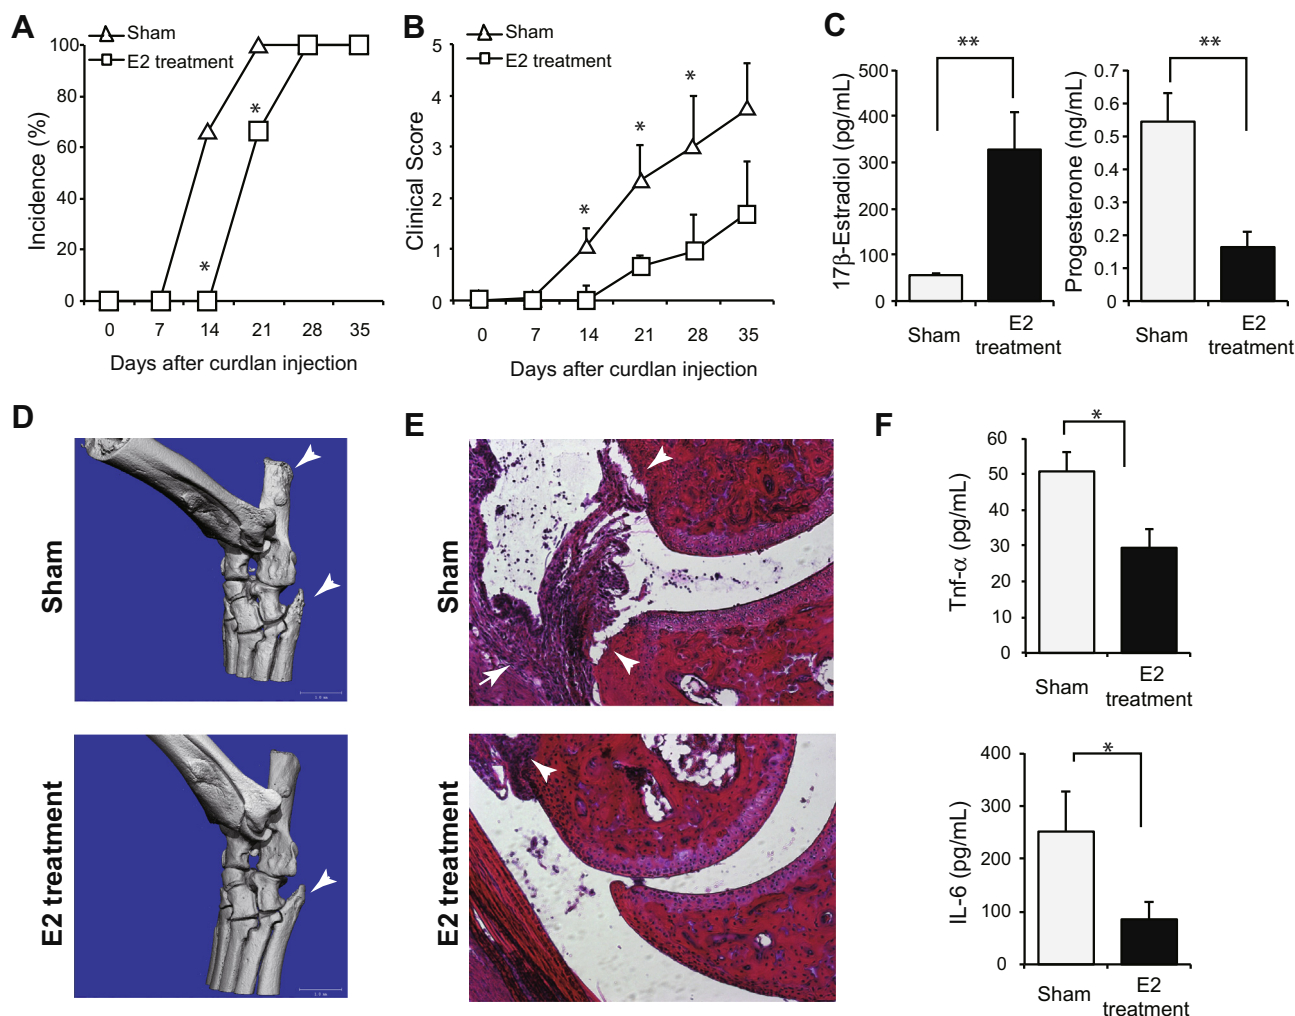 A
Sham
E2 treatment
Incidence (%)
100
80
60
40
20
0
0 7 14 21 28 35
Days after curdlan injection
*
*
B
Sham
E2 treatment
Clinical Score
5
4
3
2
1
0
0 7 14 21 28 35
Days after curdlan injection
*
*
*
C
**
17β-Estradiol (pg/mL)
500
400
300
200
100
0
Sham
E2
treatment
**
Progesterone (ng/mL)
0.7
0.6
0.5
0.4
0.3
0.2
0.1
0
Sham
E2
treatment
D
Sham
E2 treatment
E
Sham
E2 treatment
F
*
Tnf-α (pg/mL)
60
50
40
30
20
10
0
Sham
E2
treatment
*
IL-6 (pg/mL)
400
300
200
100
0
Sham
E2
treatment